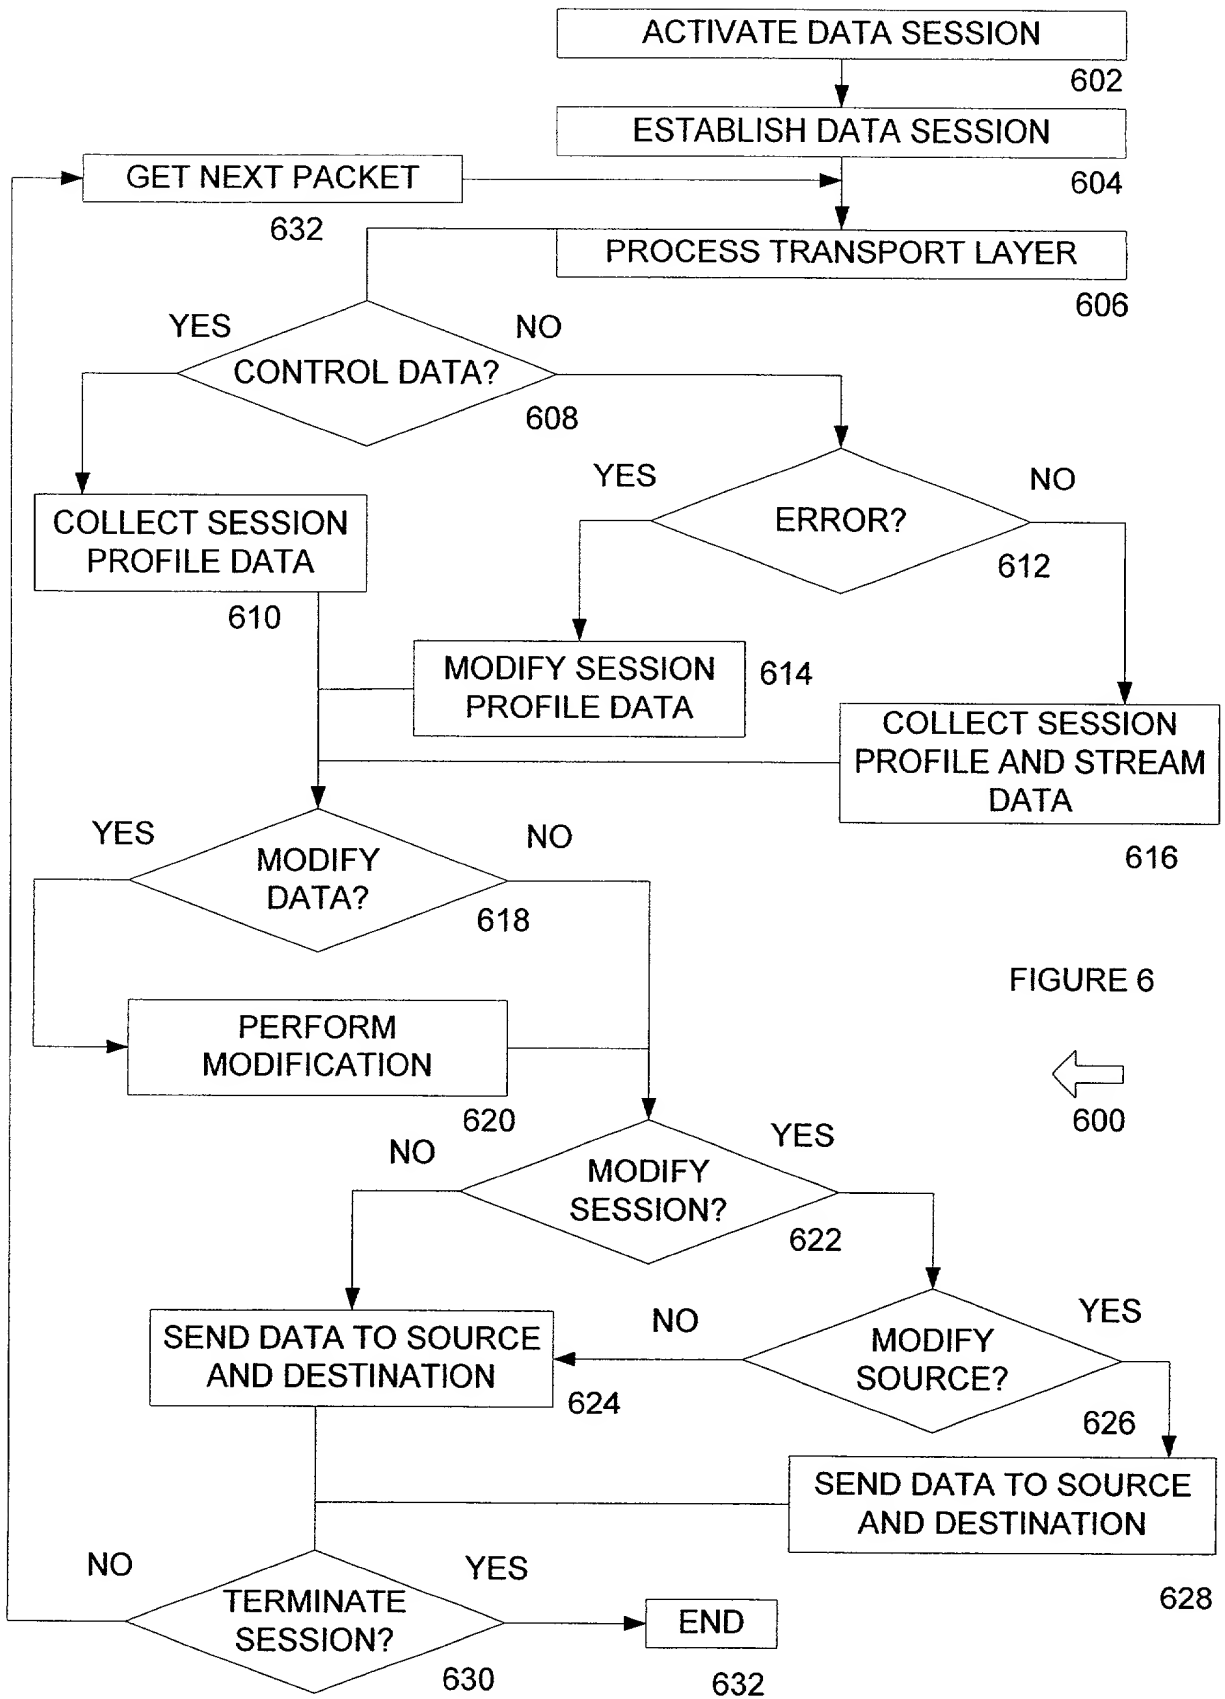 ACTIVATE DATA SESSION
602
ESTABLISH DATA SESSION
604
GET NEXT PACKET
632
PROCESS TRANSPORT LAYER
606
YES
NO
CONTROL DATA?
608
YES
NO
ERROR?
612
COLLECT SESSION
PROFILE DATA
610
MODIFY SESSION
PROFILE DATA
614
COLLECT SESSION
PROFILE AND STREAM
DATA
616
YES
NO
MODIFY
DATA?
618
FIGURE 6
600
PERFORM
MODIFICATION
620
NO
YES
MODIFY
SESSION?
622
SEND DATA TO SOURCE
AND DESTINATION
624
NO
YES
MODIFY
SOURCE?
626
SEND DATA TO SOURCE
AND DESTINATION
628
NO
YES
TERMINATE
SESSION?
630
END
632